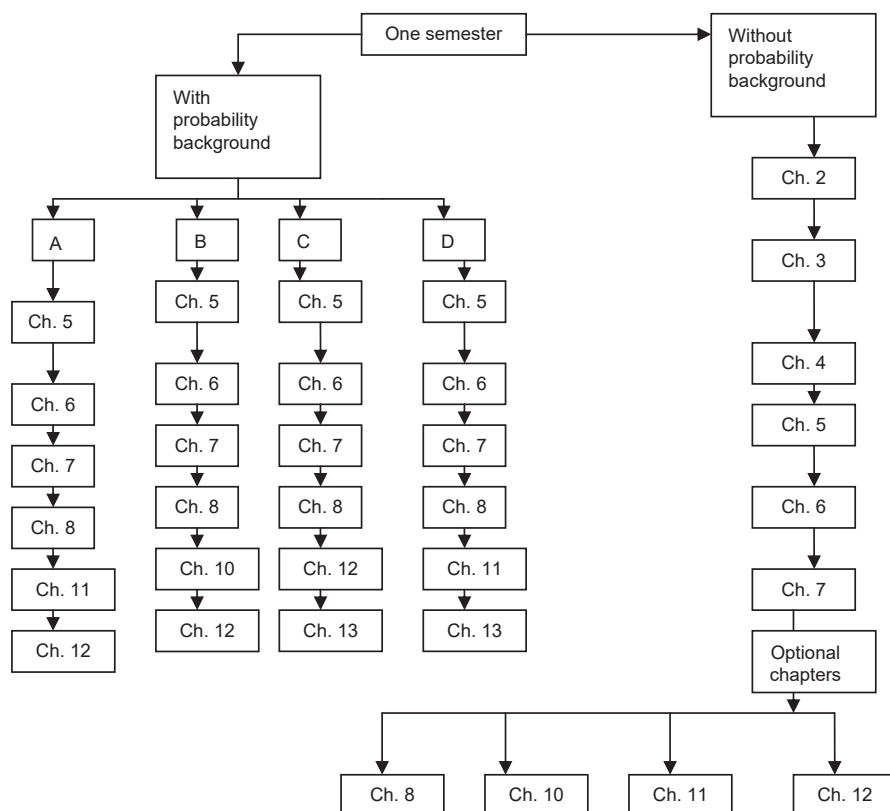 One semester
With
probability
background
Without
probability
background
A
Ch. 5
Ch. 6
Ch. 7
Ch. 8
Ch. 11
Ch. 12
B
Ch. 5
Ch. 6
Ch. 7
Ch. 8
Ch. 10
Ch. 12
C
Ch. 5
Ch. 6
Ch. 7
Ch. 8
Ch. 12
Ch. 13
D
Ch. 5
Ch. 6
Ch. 7
Ch. 8
Ch. 11
Ch. 13
Ch. 2
Ch. 3
Ch. 4
Ch. 5
Ch. 6
Ch. 7
Optional
chapters
Ch. 8
Ch. 10
Ch. 11
Ch. 12